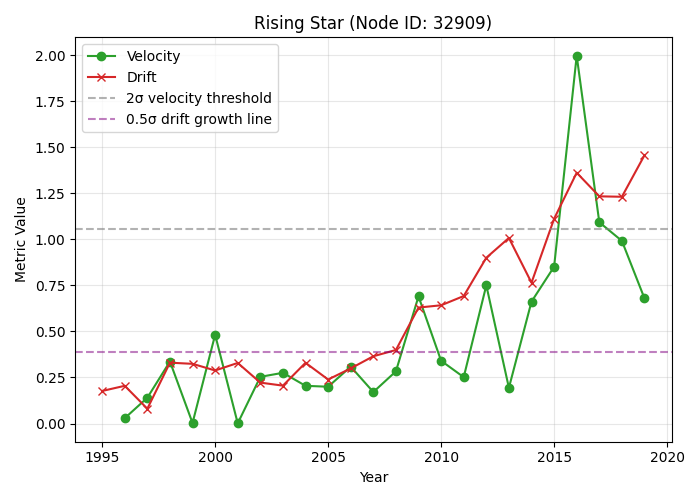 Rising Star (Node ID: 32909)
Velocity
Drift
2σ velocity threshold
0.5σ drift growth line
Metric Value
2.00
1.75
1.50
1.25
1.00
0.75
0.50
0.25
0.00
1995
2000
2005
2010
2015
2020
Year